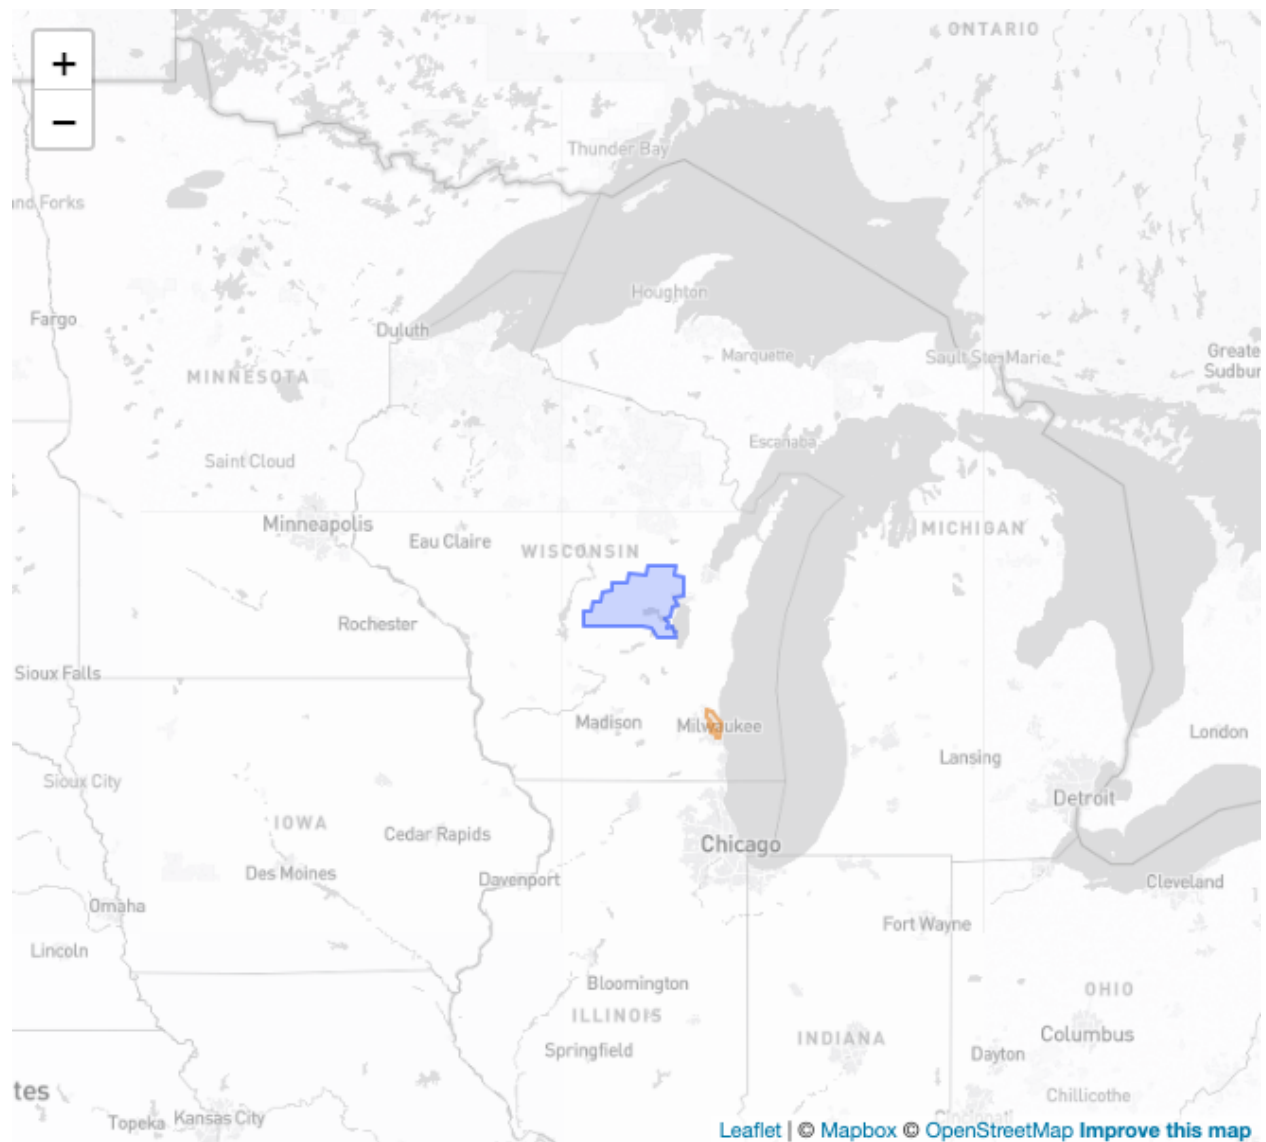 +
−
ONTARIO
Thunder Bay
nd Forks
Houghton
Fargo
Duluth
Marquette
Sault Ste. Marie
Greate
Sudbur
MINNESOTA
Escanaba
Saint Cloud
Minneapolis
Eau Claire
WISCONSIN
MICHIGAN
Rochester
Sioux Falls
Madison
Milwaukee
London
Lansing
Sioux City
Detroit
IOWA
Cedar Rapids
Chicago
Des Moines
Davenport
Cleveland
Omaha
Fort Wayne
Lincoln
Bloomington
OHIO
ILLINOIS
Columbus
INDIANA
Springfield
Dayton
tes
Chillicothe
Topeka
Kansas City
Cincinnati
Leaflet | © Mapbox © OpenStreetMap Improve this map